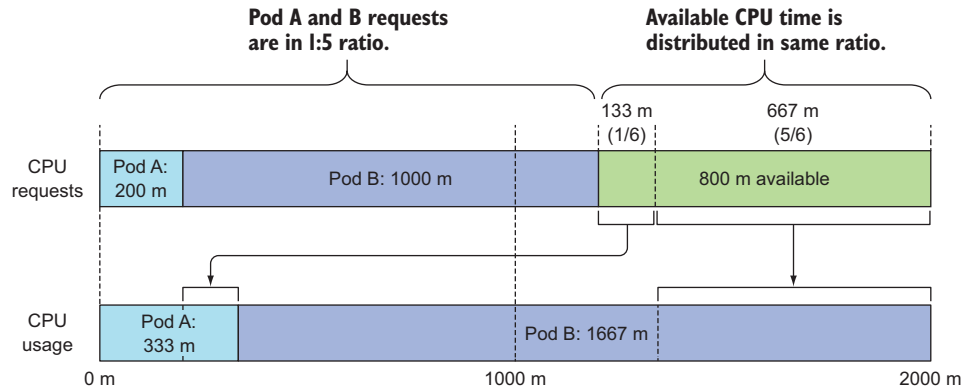 Pod A and B requests
are in 1:5 ratio.
Available CPU time is
distributed in same ratio.
133 m
(1/6)
667 m
(5/6)
CPU
requests
Pod A:
200 m
Pod B: 1000 m
800 m available
CPU
usage
Pod A:
333 m
Pod B: 1667 m
0 m
1000 m
2000 m